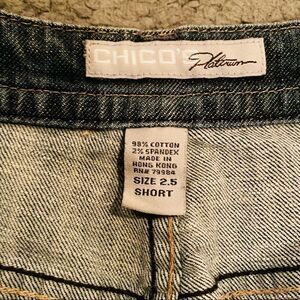 CHICO'S Platinum
98% COTTON
2% SPANDEX
MADE IN
HONG KONG
RN# 79984
SIZE 2.5
SHORT